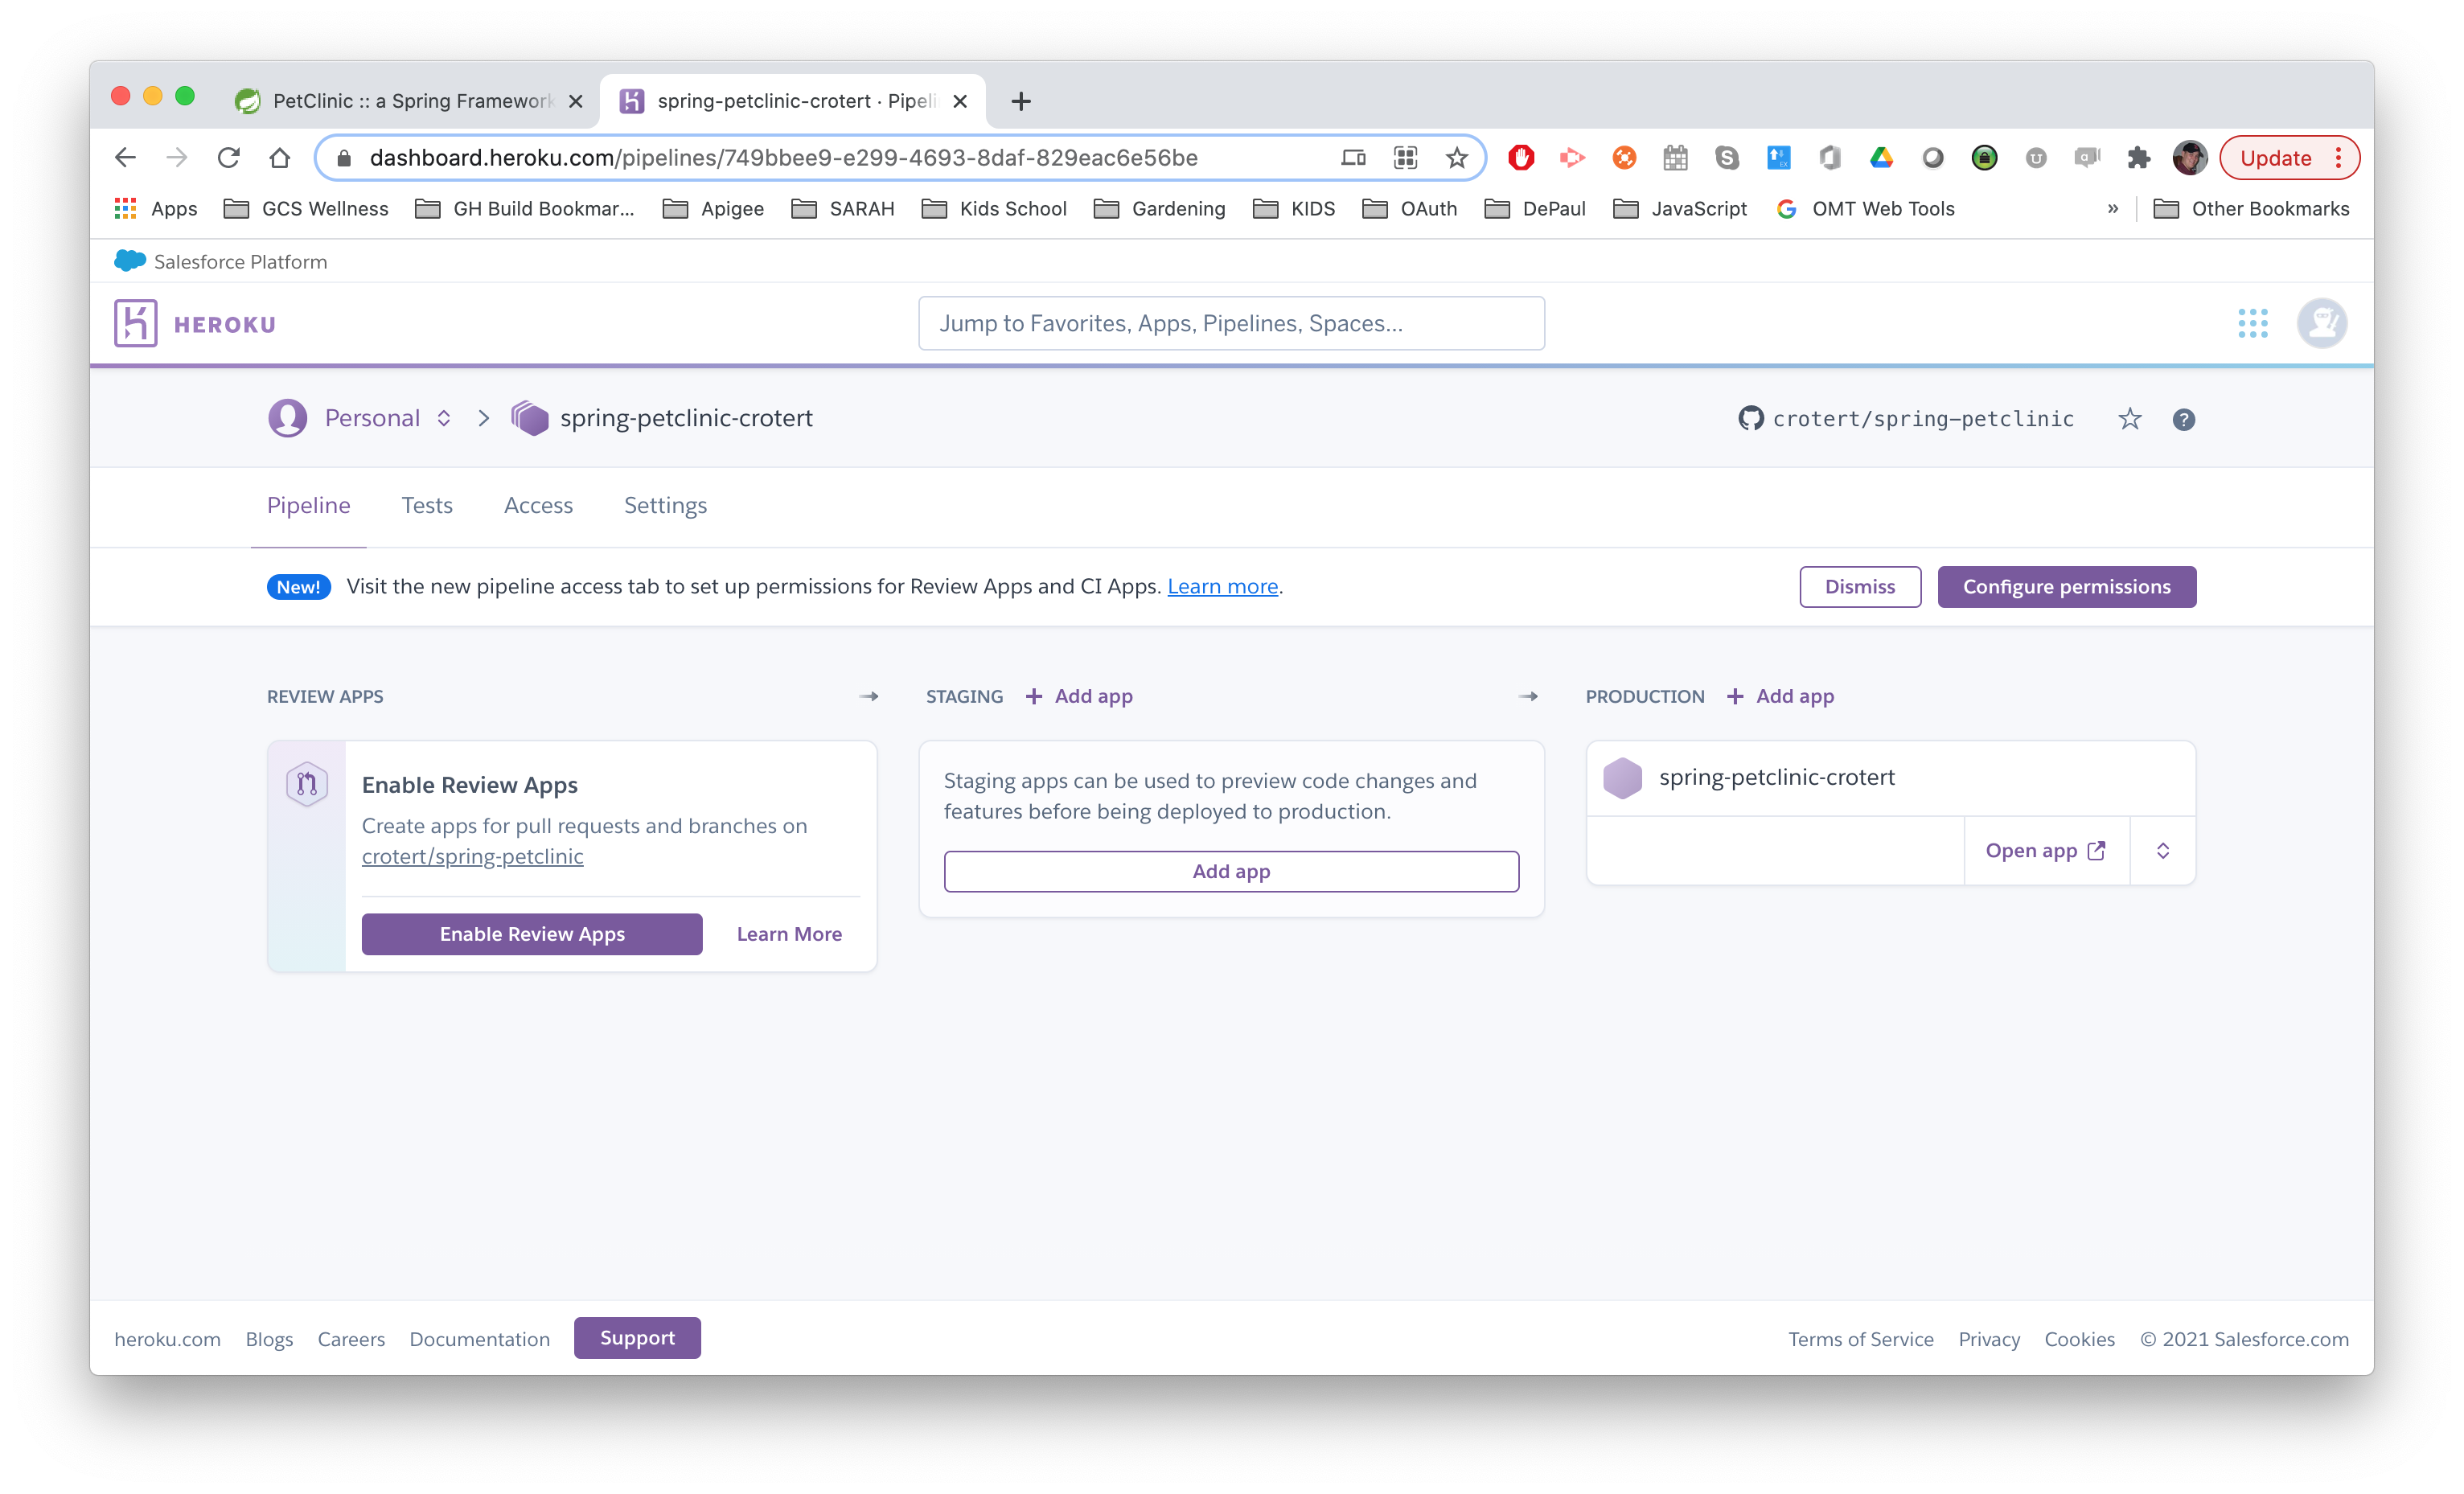 PetClinic :: a Spring Framework
spring-petclinic-crotert · Pipeli
dashboard.heroku.com/pipelines/749bbee9-e299-4693-8daf-829eac6e56be
Update
Apps
GCS Wellness
GH Build Bookmar...
Apigee
SARAH
Kids School
Gardening
KIDS
OAuth
DePaul
JavaScript
OMT Web Tools
»
Other Bookmarks
Salesforce Platform
HEROKU
Jump to Favorites, Apps, Pipelines, Spaces...
Personal
spring-petclinic-crotert
crotert/spring-petclinic
Pipeline
Tests
Access
Settings
New! Visit the new pipeline access tab to set up permissions for Review Apps and CI Apps. Learn more.
Dismiss
Configure permissions
REVIEW APPS
Enable Review Apps
Create apps for pull requests and branches on
crotert/spring-petclinic
Enable Review Apps
Learn More
STAGING
+ Add app
Staging apps can be used to preview code changes and
features before being deployed to production.
Add app
PRODUCTION
+ Add app
spring-petclinic-crotert
Open app
heroku.com
Blogs
Careers
Documentation
Support
Terms of Service
Privacy
Cookies
© 2021 Salesforce.com